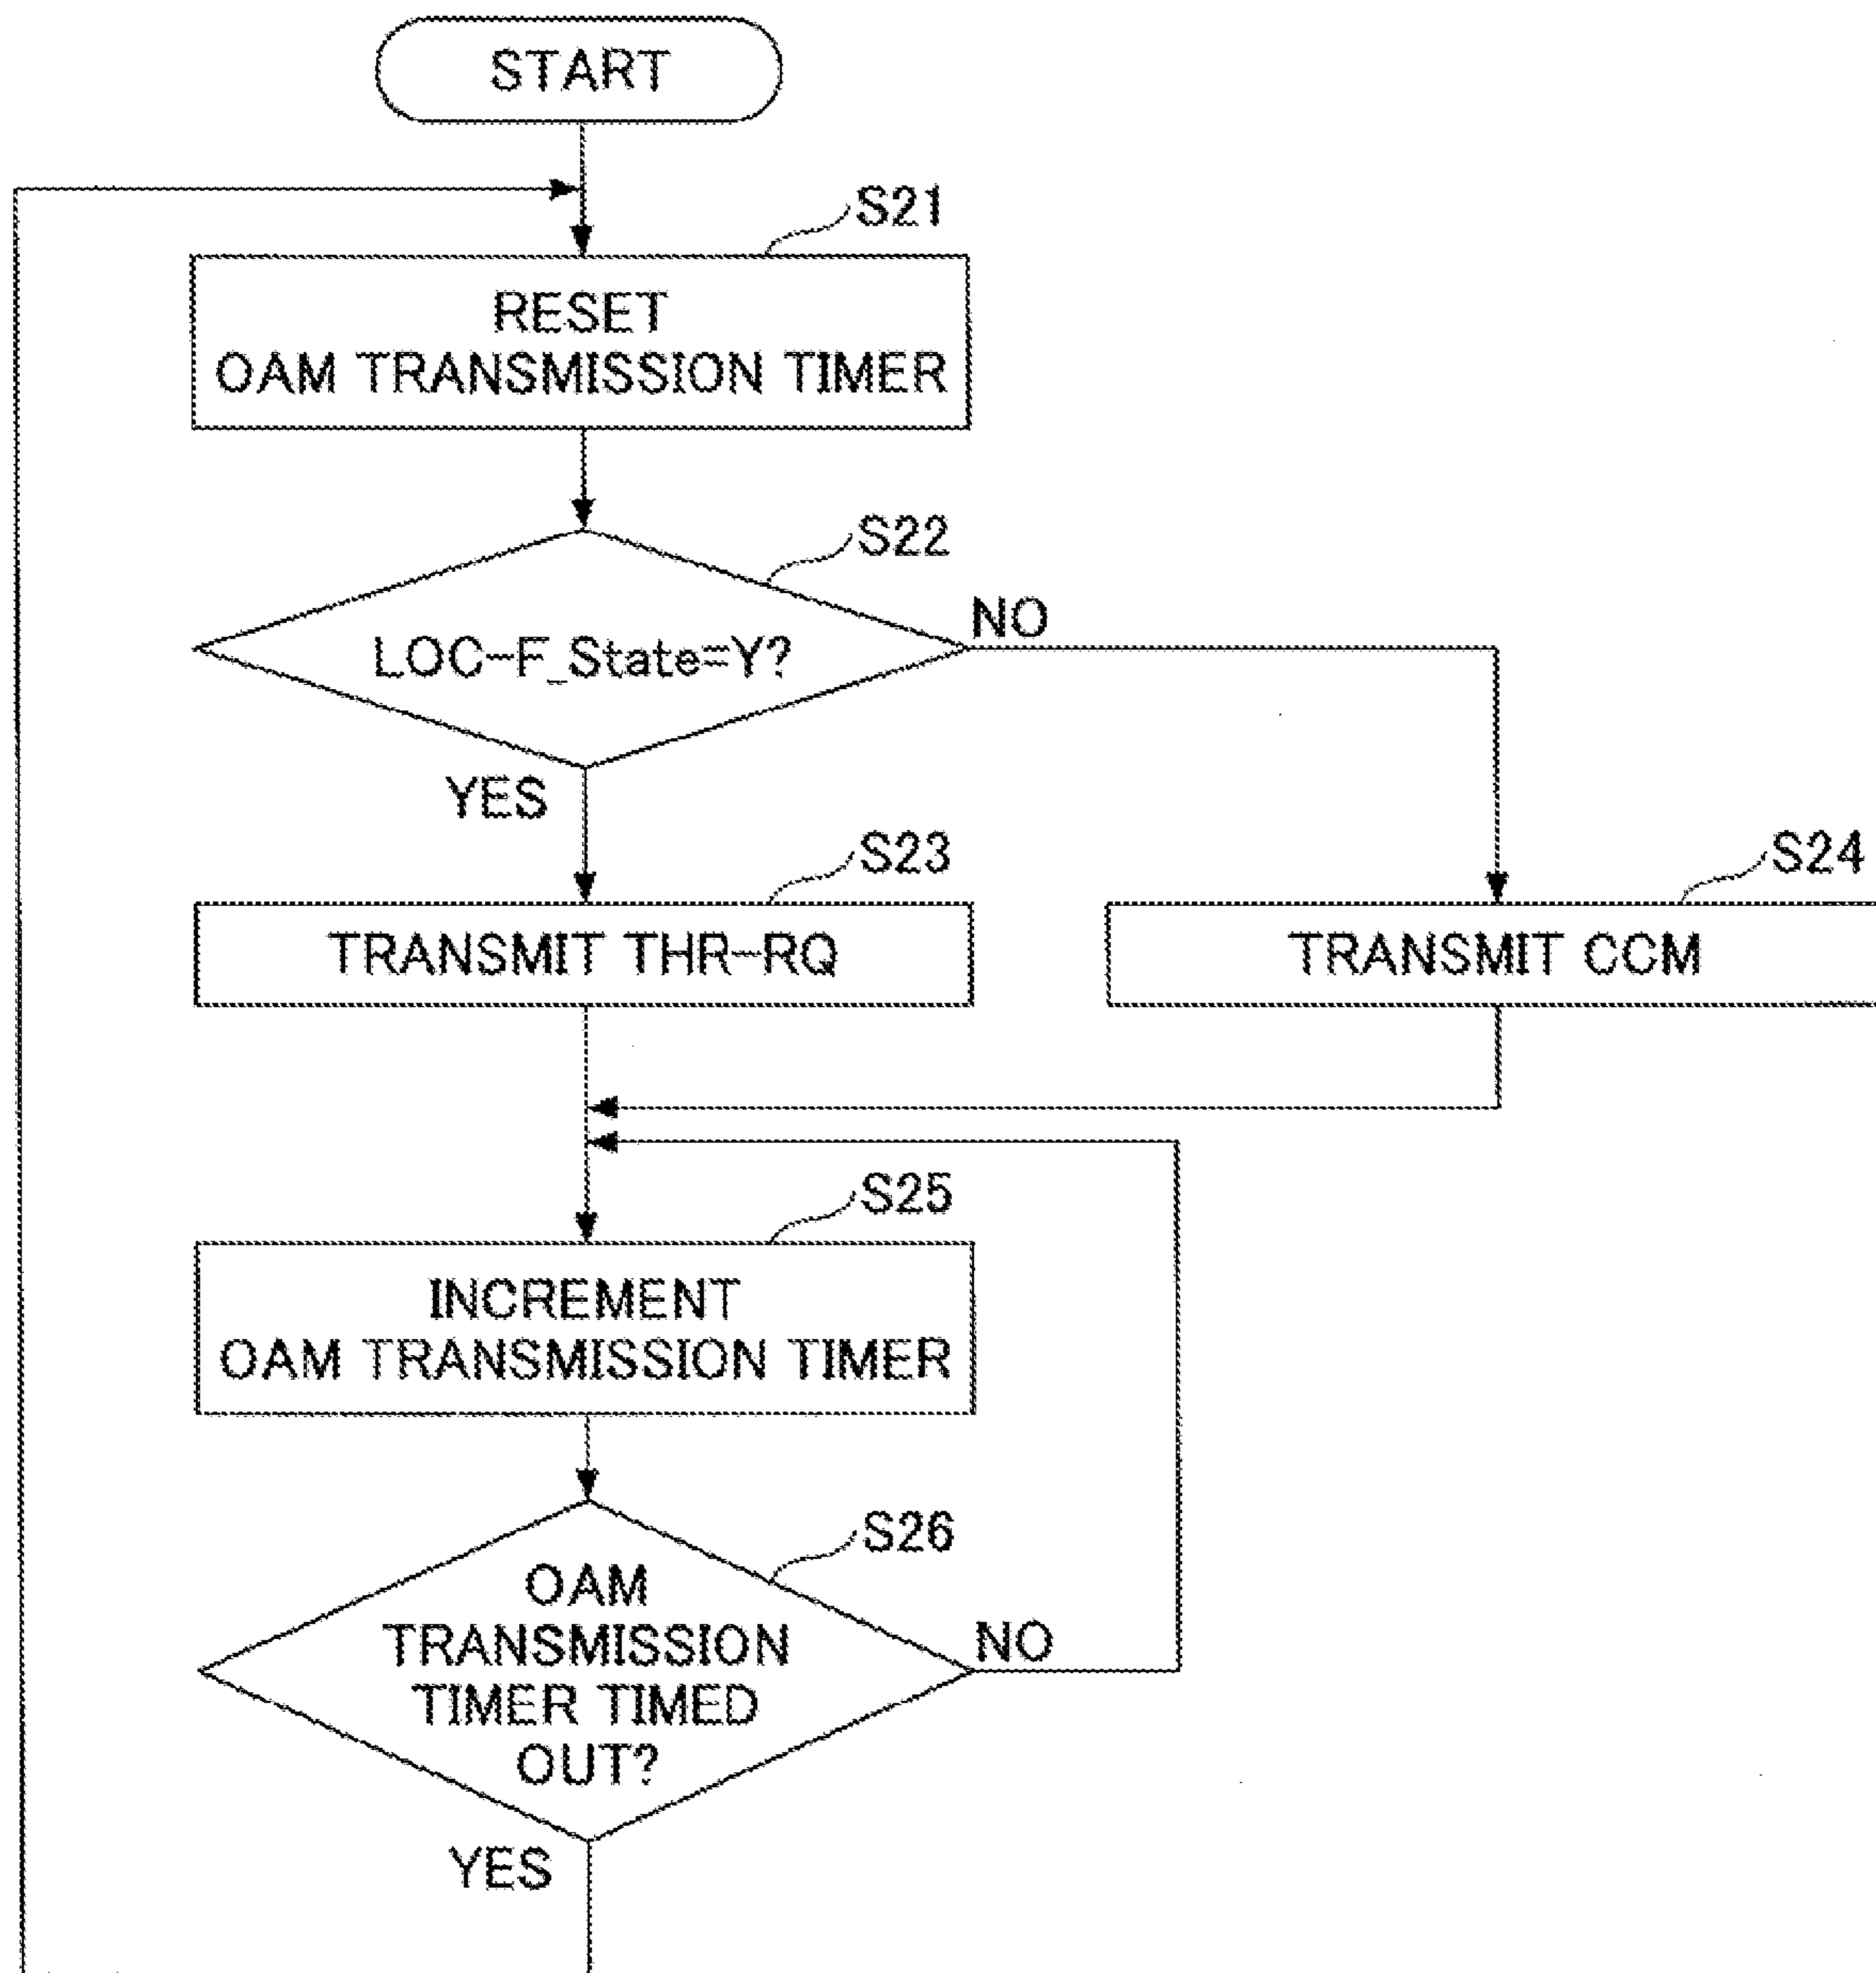 START
S21
RESET
OAM TRANSMISSION TIMER
S22
LOC-F_State=Y?
NO
YES
S23
TRANSMIT THR-RQ
S24
TRANSMIT CCM
S25
INCREMENT
OAM TRANSMISSION TIMER
S26
OAM
TRANSMISSION
TIMER TIMED
OUT?
NO
YES